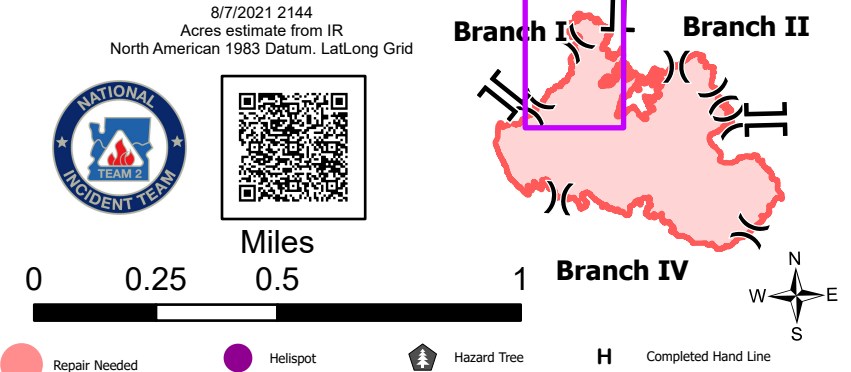 8/7/2021 2144
Acres estimate from IR
North American 1983 Datum. LatLong Grid
Branch I
Branch II
NATIONAL
TEAM 2
INCIDENT TEAM
Miles
0 0.25 0.5 1
Branch IV
N
W E
S
Repair Needed
Helispot
Hazard Tree
H
Completed Hand Line